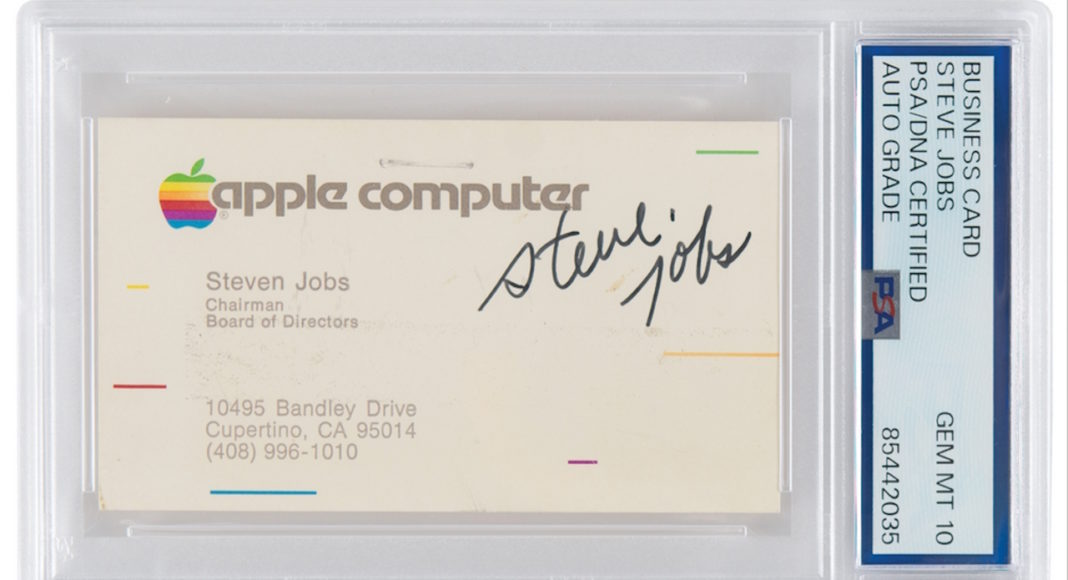 apple computer
®
steve jobs
Steven Jobs
Chairman
Board of Directors
10495 Bandley Drive
Cupertino, CA 95014
(408) 996-1010
BUSINESS CARD
STEVE JOBS
PSA/DNA CERTIFIED GEM MT 10
AUTO GRADE 85442035
PSA